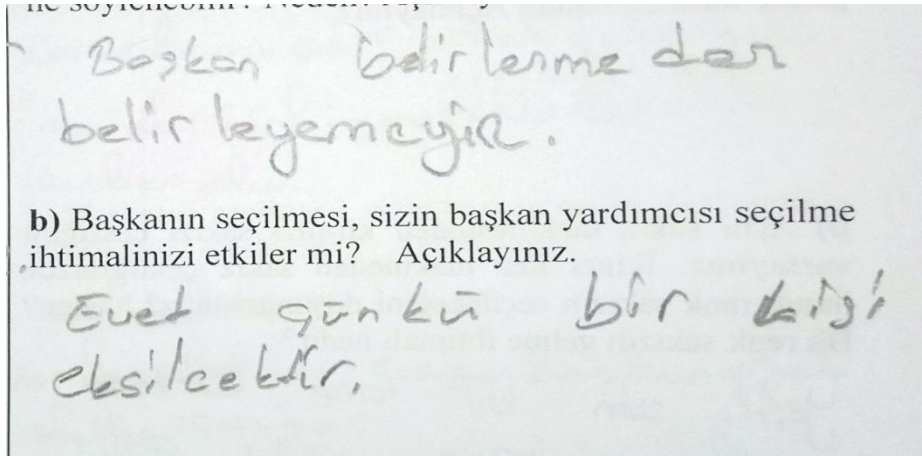 Başkan belirlenmeden
belirleyemeyiz.
b) Başkanın seçilmesi, sizin başkan yardımcısı seçilme
ihtimalinizi etkiler mi? Açıklayınız.
Evet çünkü bir kişi
eksilcektir.